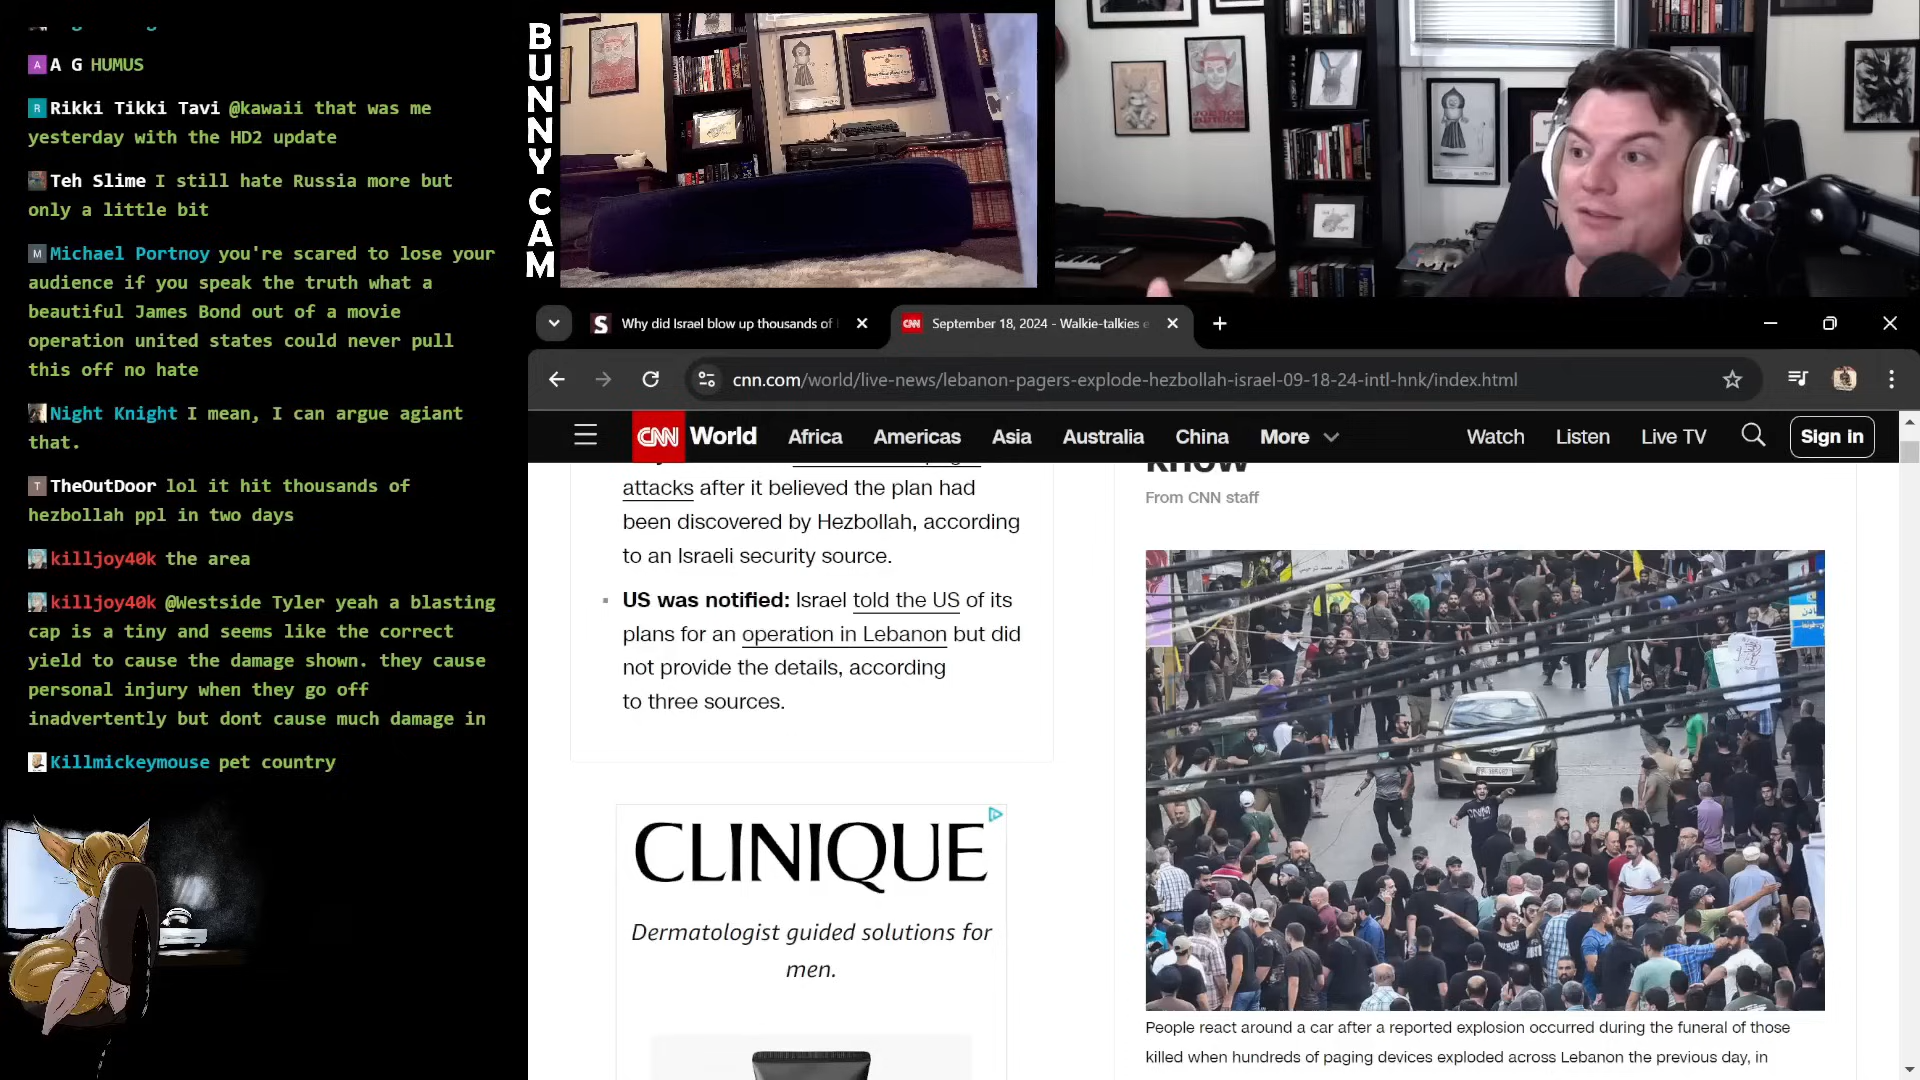 A G HUMUS
Rikki Tikki Tavi @kawaii that was me
yesterday with the HD2 update
Teh Slime I still hate Russia more but
only a little bit
Michael Portnoy you're scared to lose your
audience if you speak the truth what a
beautiful James Bond out of a movie
operation united states could never pull
this off no hate
Night Knight I mean, I can argue agiant
that.
TheOutDoor lol it hit thousands of
hezbollah ppl in two days
killjoy40k the area
killjoy40k @Westside Tyler yeah a blasting
cap is a tiny and seems like the correct
yield to cause the damage shown. they cause
personal injury when they go off
inadvertently but dont cause much damage in
Killmickeymouse pet country
BUNNY CAM
Why did Israel blow up thousands of
CNN September 18, 2024 - Walkie-talkies e
cnn.com/world/live-news/lebanon-pagers-explode-hezbollah-israel-09-18-24-intl-hnk/index.html
CNN World Africa Americas Asia Australia China More Watch Listen Live TV Sign in
attacks after it believed the plan had
been discovered by Hezbollah, according
to an Israeli security source.
US was notified: Israel told the US of its
plans for an operation in Lebanon but did
not provide the details, according
to three sources.
CLINIQUE
Dermatologist guided solutions for
men.
know
From CNN staff
People react around a car after a reported explosion occurred during the funeral of those
killed when hundreds of paging devices exploded across Lebanon the previous day, in